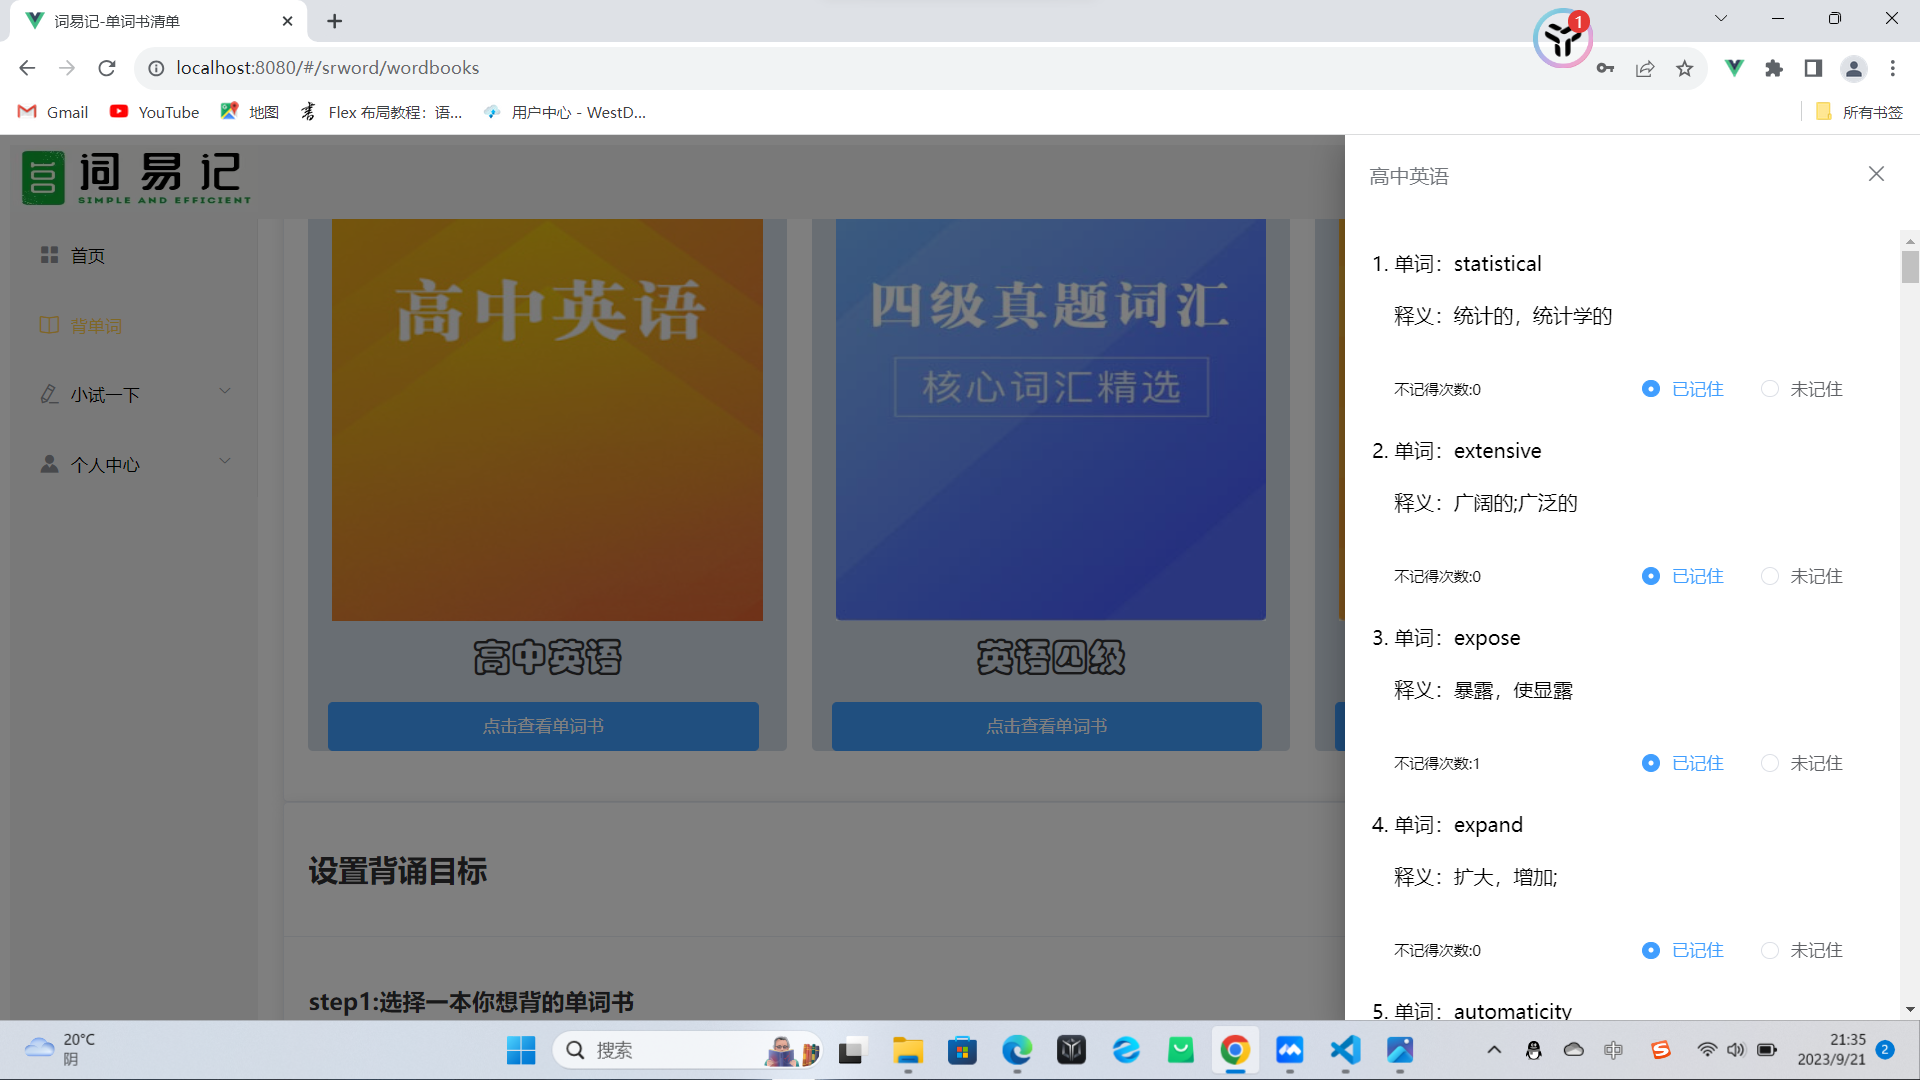 词易记-单词书清单
1
localhost:8080/#/srword/wordbooks
Gmail
YouTube
地图
Flex 布局教程：语...
用户中心 - WestD...
所有书签
词 易 记
SIMPLE AND EFFICIENT
首页
背单词
小试一下
个人中心
高中英语
高中英语
点击查看单词书
四级真题词汇
核心词汇精选
英语四级
点击查看单词书
设置背诵目标
step1:选择一本你想背的单词书
高中英语
1. 单词：statistical
释义：统计的，统计学的
不记得次数:0 已记住 未记住
2. 单词：extensive
释义：广阔的;广泛的
不记得次数:0 已记住 未记住
3. 单词：expose
释义：暴露，使显露
不记得次数:1 已记住 未记住
4. 单词：expand
释义：扩大，增加;
不记得次数:0 已记住 未记住
5. 单词：automaticity
20°C
阴
搜索
中
21:35
2023/9/21
2